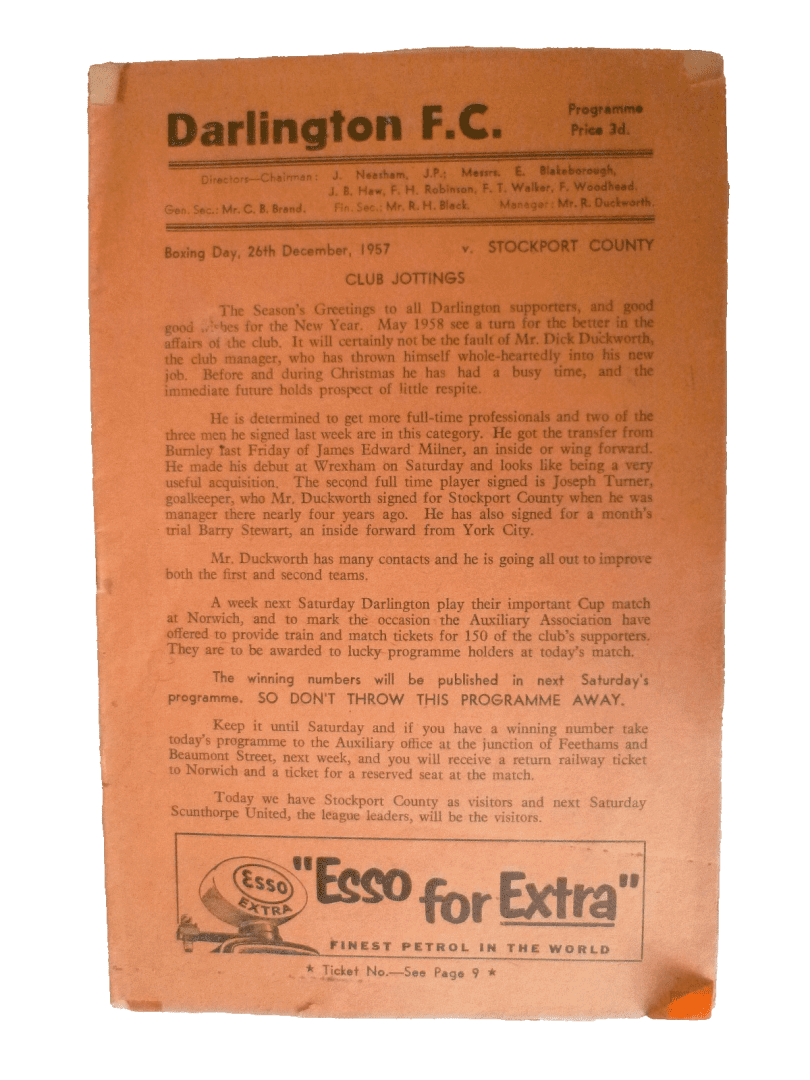 Darlington F.C.
Programme
Price 3d.
Directors—Chairman: J. Neasham, J.P.; Messrs. E. Blakeborough,
J. B. Haw, F. H. Robinson, F. T. Walker, F. Woodhead.
Gen. Sec.: Mr. C. B. Brand. Fin. Sec.: Mr. R. H. Black. Manager: Mr. R. Duckworth.
Boxing Day, 26th December, 1957 v. STOCKPORT COUNTY
CLUB JOTTINGS
The Season's Greetings to all Darlington supporters, and good
good for the New Year. May 1958 see a turn for the better in the
affairs of the club. It will certainly not be the fault of Mr. Dick Duckworth,
the club manager, who has thrown himself whole-heartedly into his new
job. Before and during Christmas he has had a busy time, and the
immediate future holds prospect of little respite.
He is determined to get more full-time professionals and two of the
three men he signed last week are in this category. He got the transfer from
Burnley last Friday of James Edward Milner, an inside or wing forward.
He made his debut at Wrexham on Saturday and looks like being a very
useful acquisition. The second full time player signed is Joseph Turner,
goalkeeper, who Mr. Duckworth signed for Stockport County when he was
manager there nearly four years ago. He has also signed for a month's
trial Barry Stewart, an inside forward from York City.
Mr. Duckworth has many contacts and he is going all out to improve
both the first and second teams.
A week next Saturday Darlington play their important Cup match
at Norwich, and to mark the occasion the Auxiliary Association have
offered to provide train and match tickets for 150 of the club's supporters.
They are to be awarded to lucky programme holders at today's match.
The winning numbers will be published in next Saturday's
programme. SO DON'T THROW THIS PROGRAMME AWAY.
Keep it until Saturday and if you have a winning number take
today's programme to the Auxiliary office at the junction of Feethams and
Beaumont Street, next week, and you will receive a return railway ticket
to Norwich and a ticket for a reserved seat at the match.
Today we have Stockport County as visitors and next Saturday
Scunthorpe United, the league leaders, will be the visitors.
Esso
EXTRA
"Esso for Extra"
FINEST PETROL IN THE WORLD
* Ticket No.—See Page 9 *